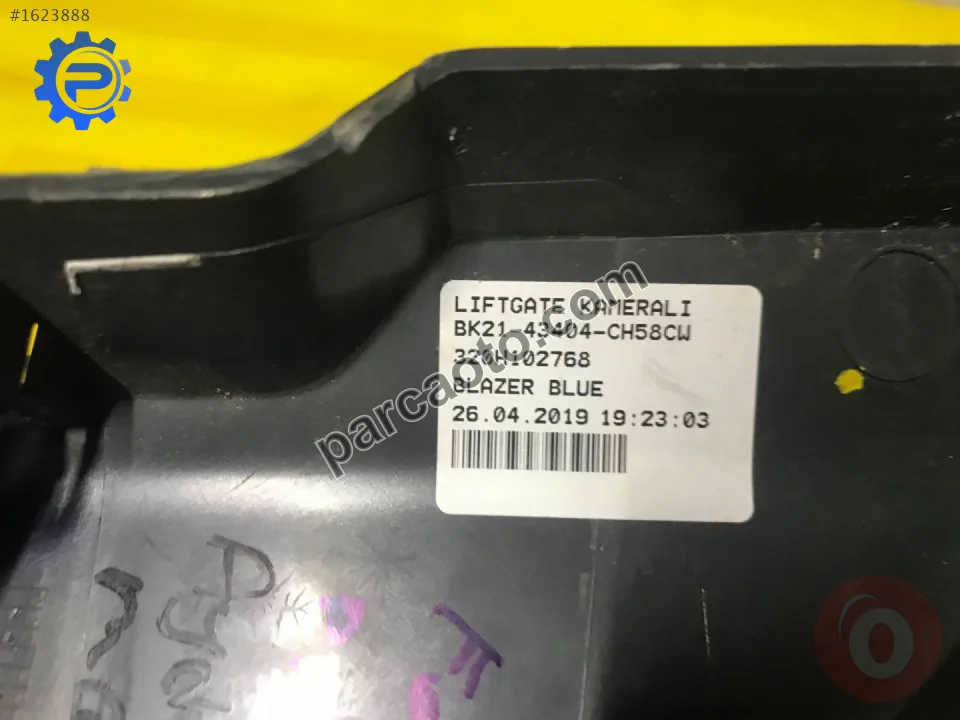 #1623888
P
LIFTGATE KAMERALI
BK21-43404-CH58CW
320H102768
BLAZER BLUE
26.04.2019 19:23:03
parcaoto.com